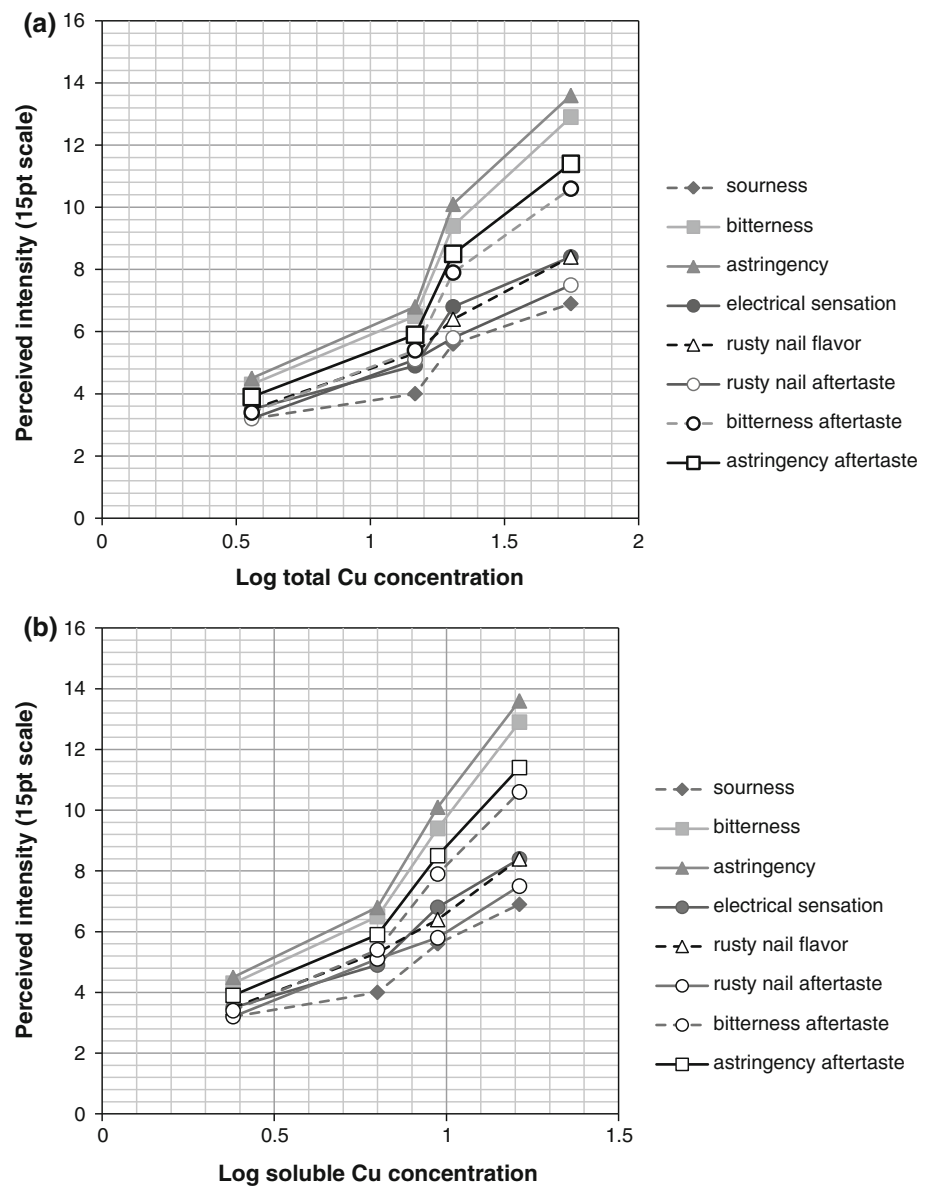 (a)
16
14
12
10
8
6
4
2
0
0 0.5 1 1.5 2
Perceived intensity (15pt scale)
Log total Cu concentration
sourness
bitterness
astringency
electrical sensation
rusty nail flavor
rusty nail aftertaste
bitterness aftertaste
astringency aftertaste
(b)
16
14
12
10
8
6
4
2
0
0 0.5 1 1.5
Perceived intensity (15pt scale)
Log soluble Cu concentration
sourness
bitterness
astringency
electrical sensation
rusty nail flavor
rusty nail aftertaste
bitterness aftertaste
astringency aftertaste